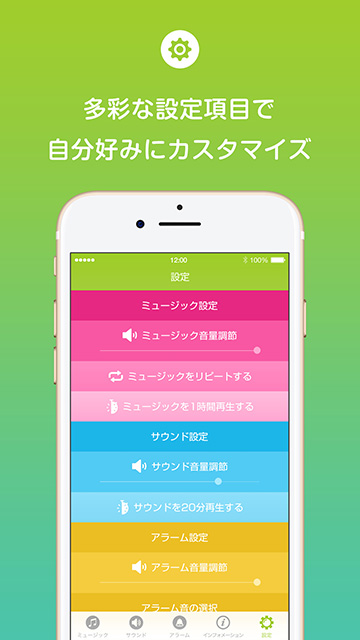 多彩な設定項目で
自分好みにカスタマイズ
12:00
100%
設定
ミュージック設定
ミュージック音量調節
ミュージックをリピートする
ミュージックを1時間再生する
サウンド設定
サウンド音量調節
サウンドを20分再生する
アラーム設定
アラーム音量調節
アラーム音の選択
ミュージック サウンド アラーム インフォメーション 設定